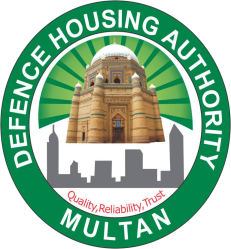 DEFENCE HOUSING AUTHORITY
Quality, Reliability, Trust
MULTAN